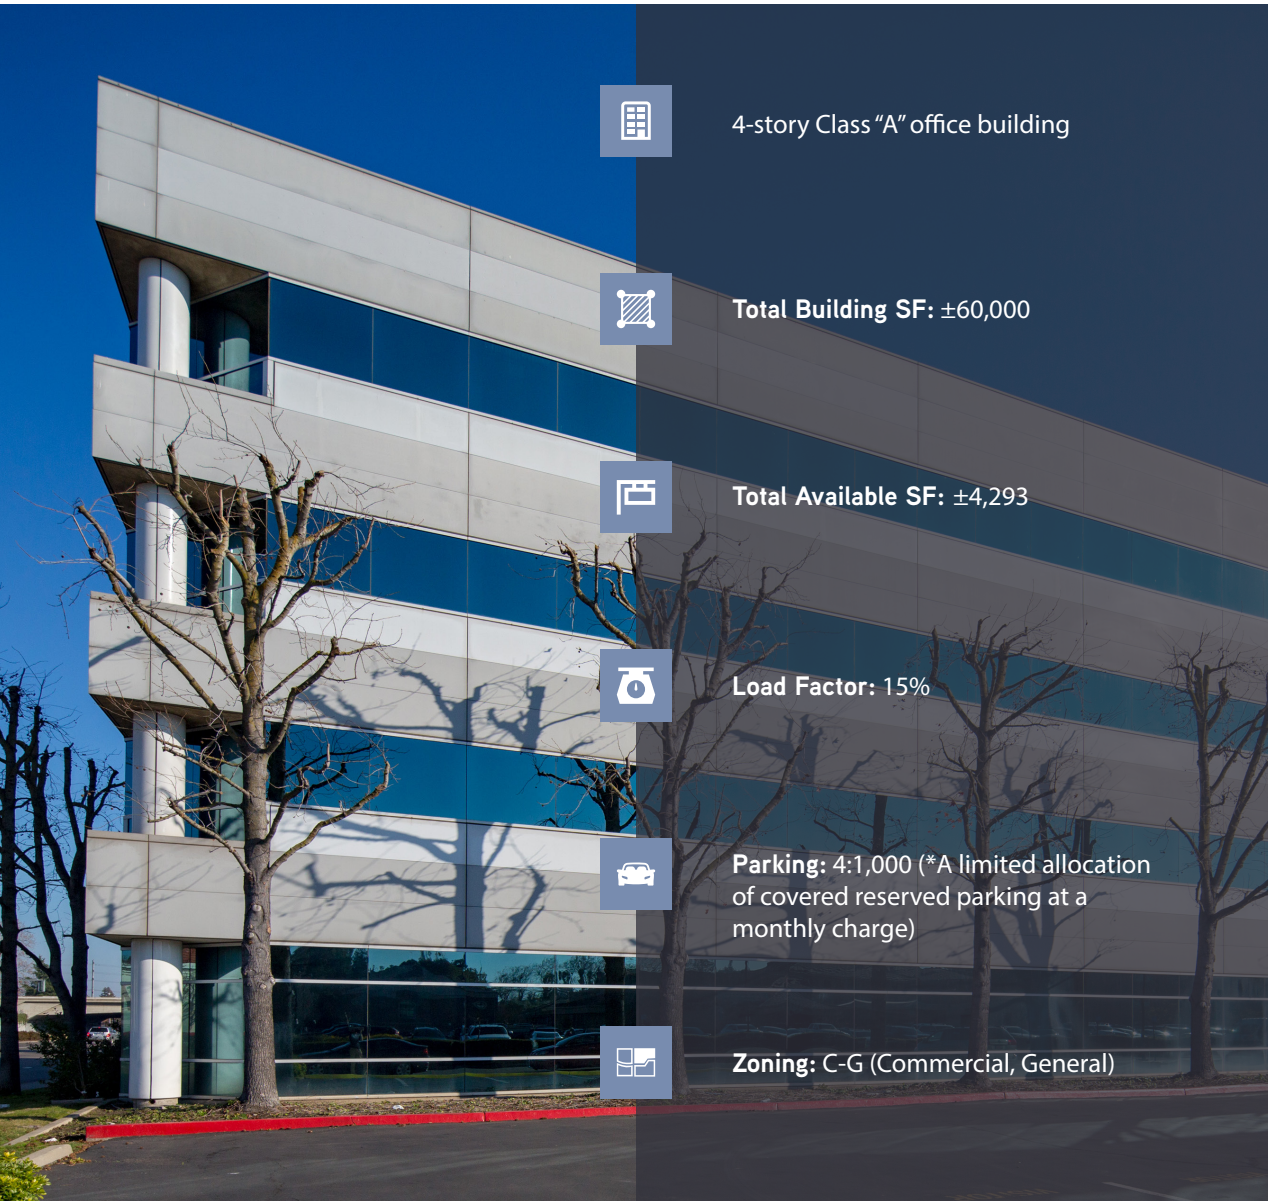 4-story Class “A” office building
Total Building SF: ±60,000
Total Available SF: ±4,293
Load Factor: 15%
Parking: 4:1,000 (*A limited allocation
of covered reserved parking at a
monthly charge)
Zoning: C-G (Commercial, General)